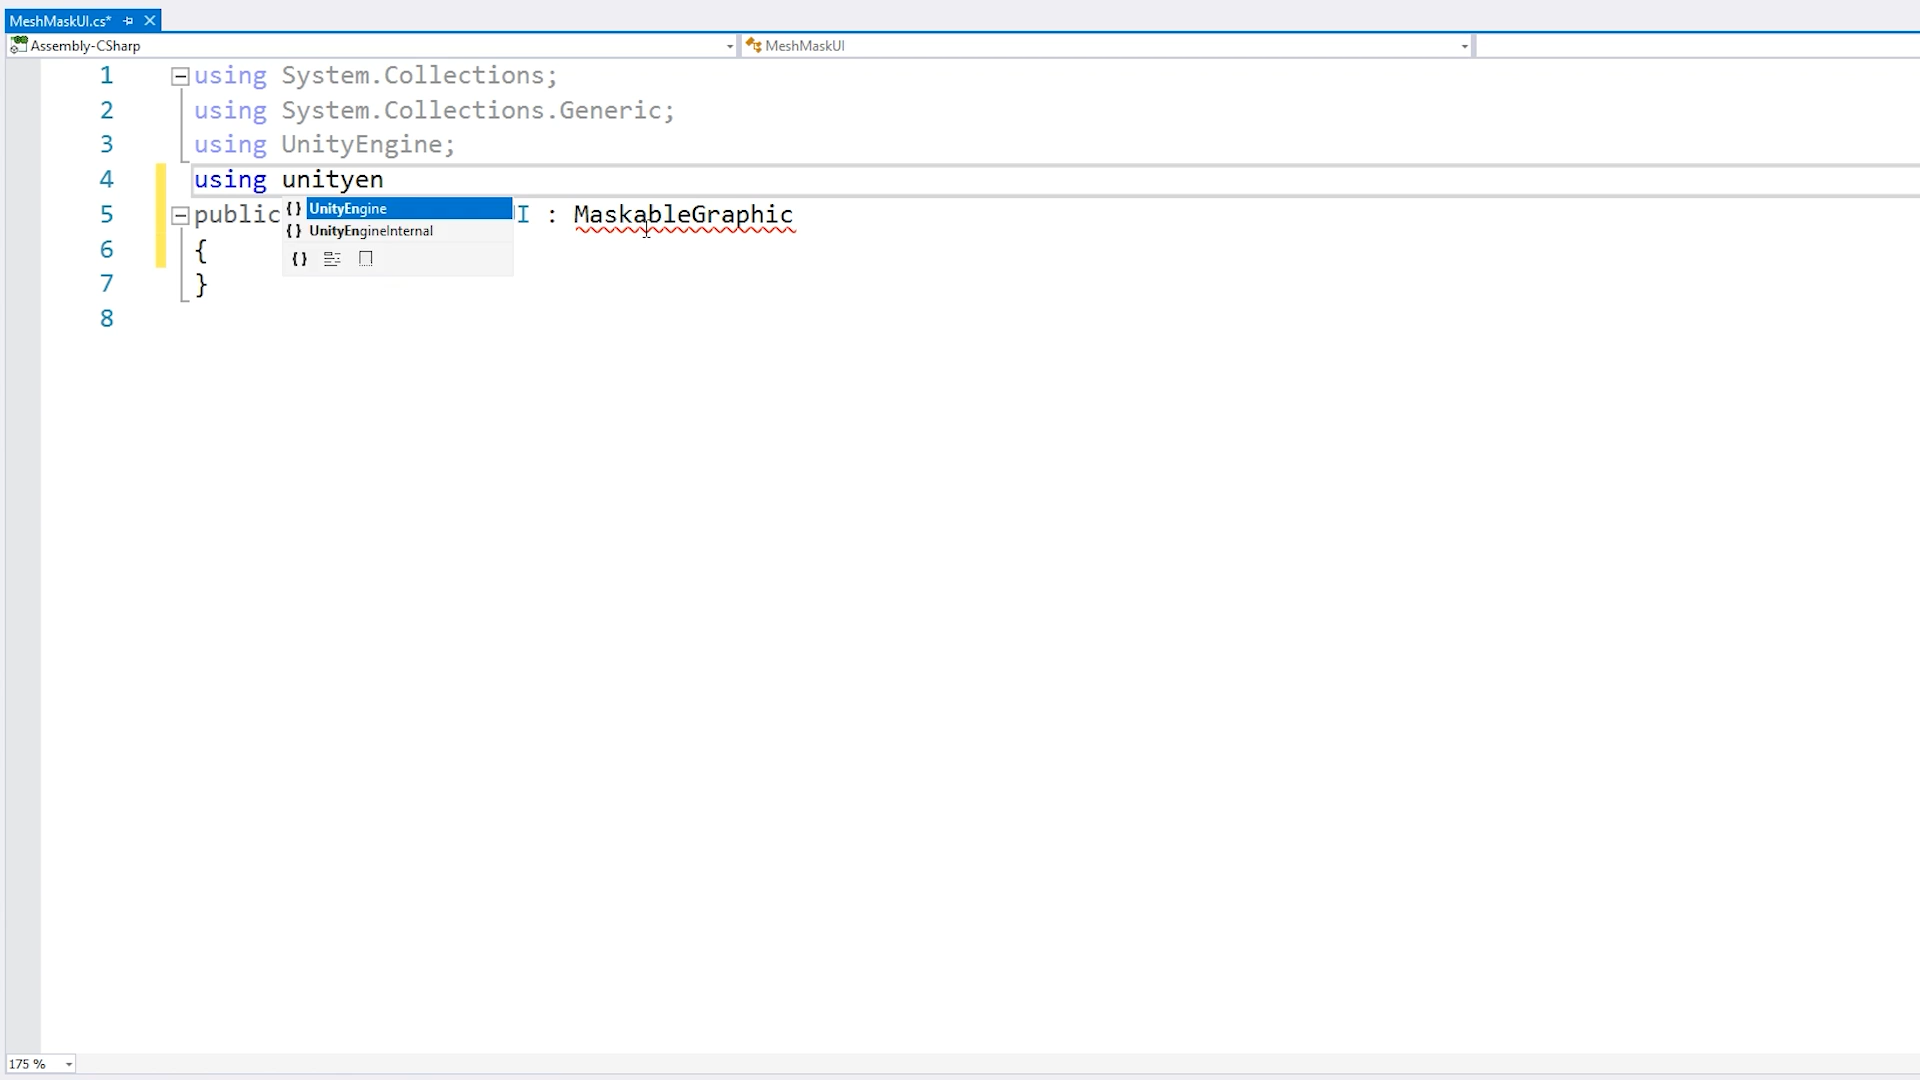 MeshMaskUI.cs*
Assembly-CSharp MeshMaskUI
1 using System.Collections;
2 using System.Collections.Generic;
3 using UnityEngine;
4 using unityen
5 public I : MaskableGraphic
{} UnityEngine
{} UnityEngineInternal
{}
6 {
7 }
8
175 %